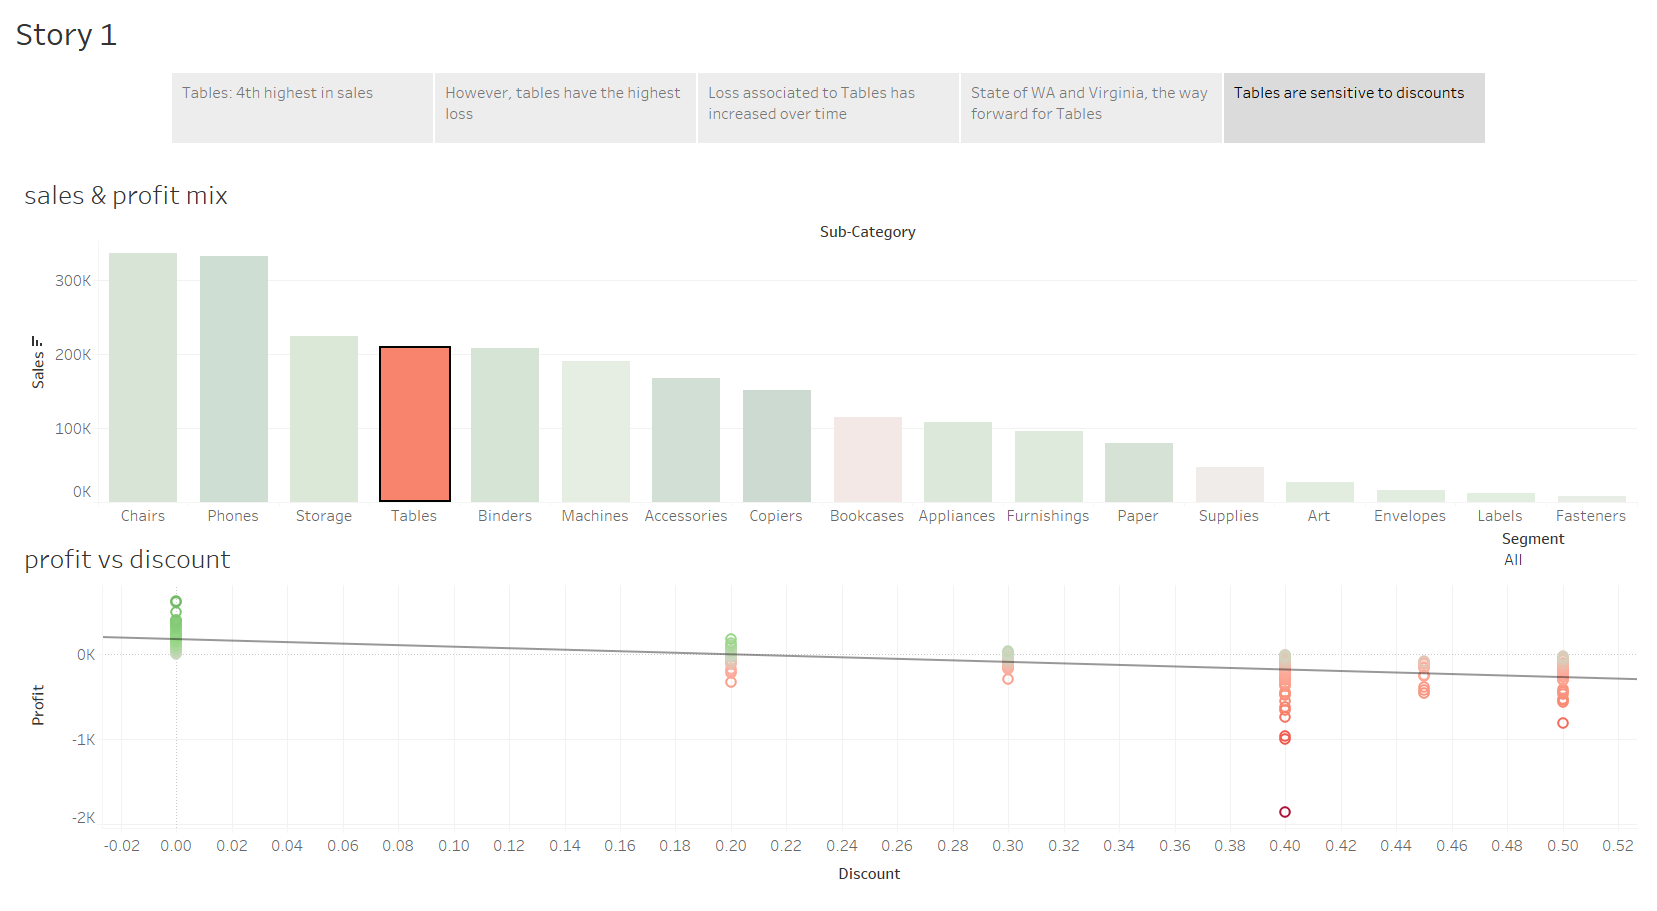 Story 1
Tables: 4th highest in sales
However, tables have the highest
loss
Loss associated to Tables has
increased over time
State of WA and Virginia, the way
forward for Tables
Tables are sensitive to discounts
sales & profit mix
Sub-Category
300K
200K
100K
0K
Sales
Chairs Phones Storage Tables Binders Machines Accessories Copiers Bookcases Appliances Furnishings Paper Supplies Art Envelopes Labels Fasteners
Segment
All
profit vs discount
0K
-1K
-2K
Profit
-0.02 0.00 0.02 0.04 0.06 0.08 0.10 0.12 0.14 0.16 0.18 0.20 0.22 0.24 0.26 0.28 0.30 0.32 0.34 0.36 0.38 0.40 0.42 0.44 0.46 0.48 0.50 0.52
Discount